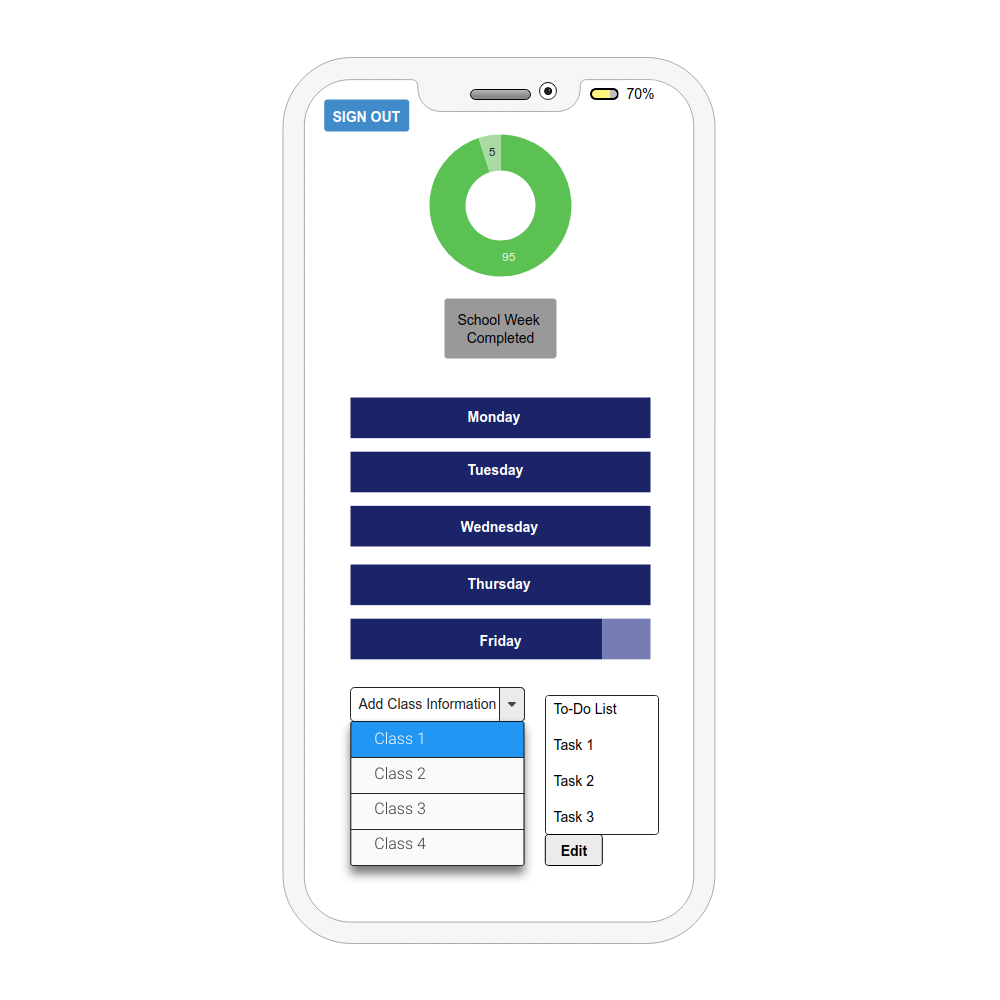 70%
SIGN OUT
5
95
School Week
Completed
Monday
Tuesday
Wednesday
Thursday
Friday
Add Class Information
Class 1
Class 2
Class 3
Class 4
To-Do List
Task 1
Task 2
Task 3
Edit